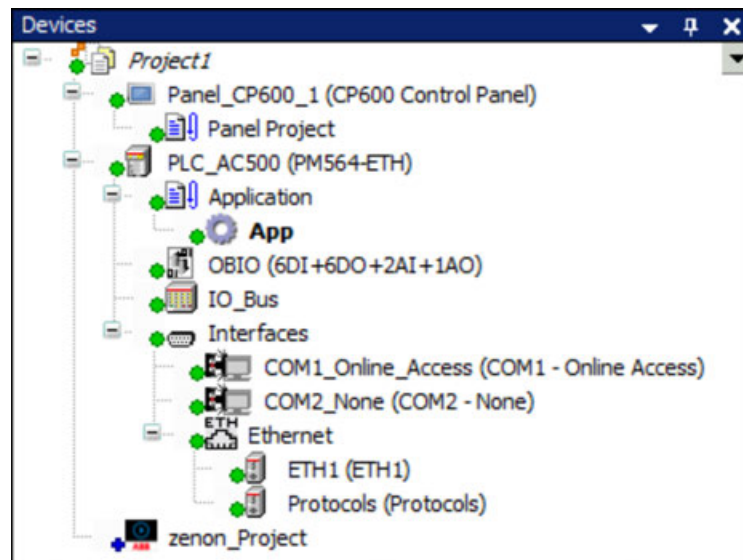 Devices
Project1
Panel_CP600_1 (CP600 Control Panel)
Panel Project
PLC_AC500 (PM564-ETH)
Application
App
OBIO (6DI+6DO+2AI+1AO)
IO_Bus
Interfaces
COM1_Online_Access (COM1 - Online Access)
COM2_None (COM2 - None)
ETH
Ethernet
ETH1 (ETH1)
Protocols (Protocols)
ABB
zenon_Project